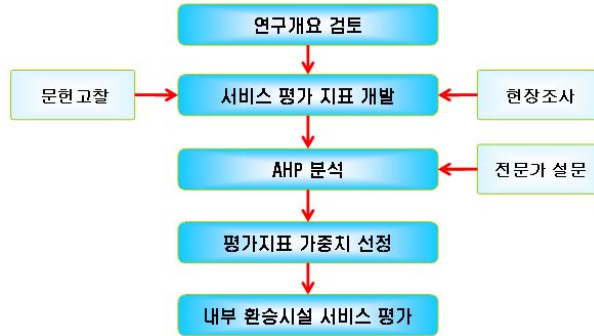 연구개요 검토
문헌고찰
서비스 평가 지표 개발
현장조사
AHP 분석
전문가 설문
평가지표 가중치 선정
내부 환승시설 서비스 평가